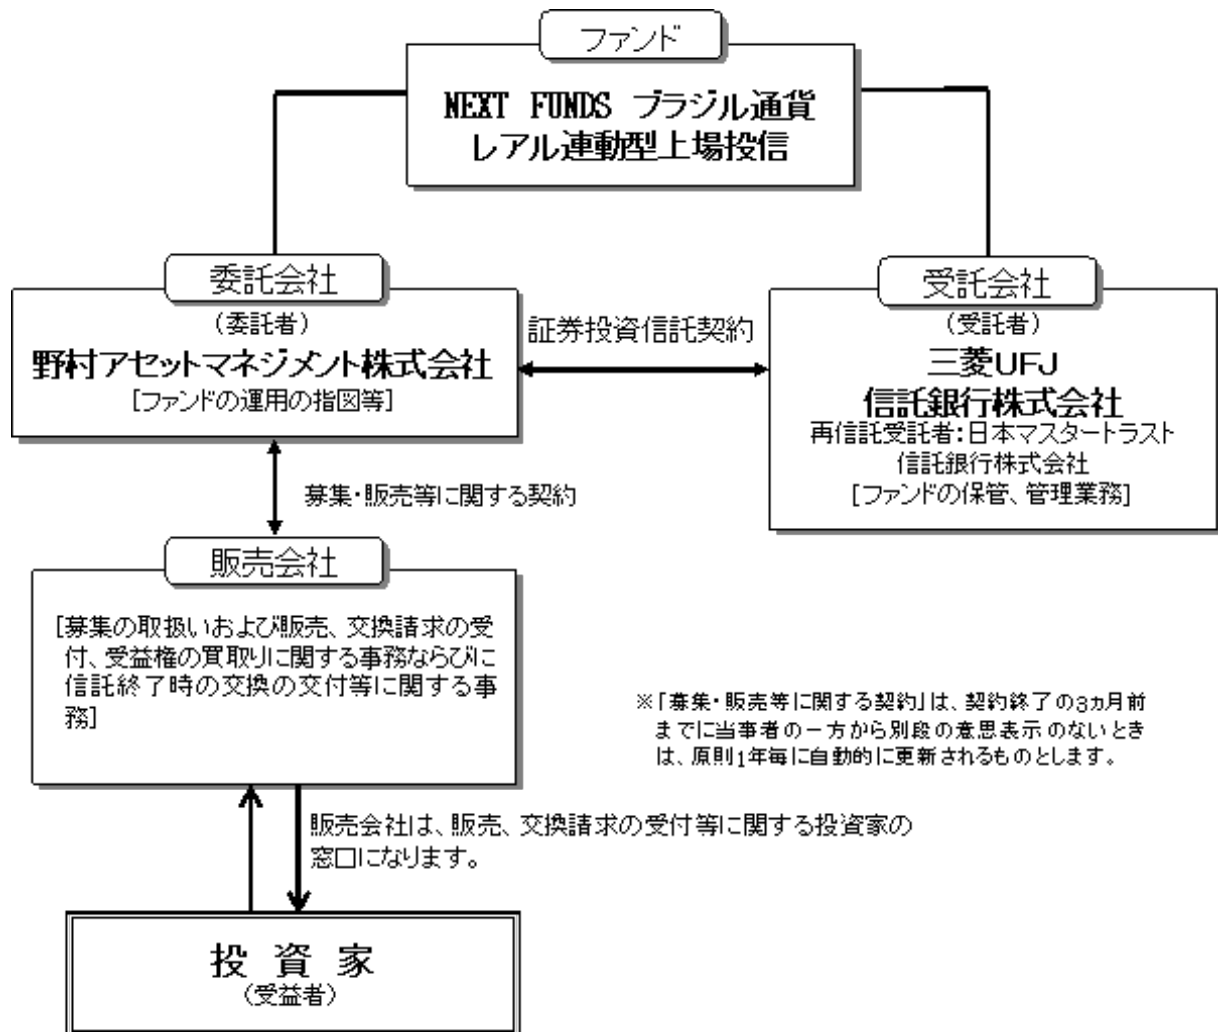 ファンド
NEXT FUNDS ブラジル通貨
レアル連動型上場投信
委託会社
(委託者)
野村アセットマネジメント株式会社
[ファンドの運用の指図等]
証券投資信託契約
受託会社
(受託者)
三菱UFJ
信託銀行株式会社
再信託受託者:日本マスタートラスト
信託銀行株式会社
[ファンドの保管、管理業務]
募集・販売等に関する契約
販売会社
[募集の取扱いおよび販売、交換請求の受
付、受益権の買取りに関する事務ならびに
信託終了時の交換の交付等に関する事
務]
※「募集・販売等に関する契約」は、契約終了の3ヵ月前
までに当事者の一方から別段の意思表示のないとき
は、原則1年毎に自動的に更新されるものとします。
販売会社は、販売、交換請求の受付等に関する投資家の
窓口になります。
投 資 家
(受益者)